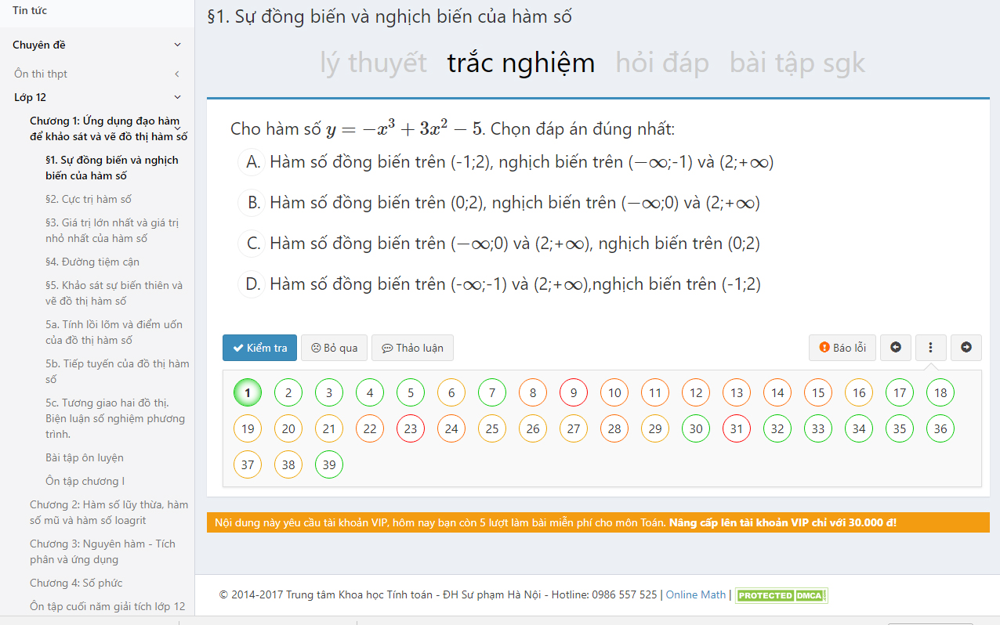 Tin tức
Chuyên đề
Ôn thi thpt
Lớp 12
Chương 1: Ứng dụng đạo hàm
để khảo sát và vẽ đồ thị hàm số
§1. Sự đồng biến và nghịch
biến của hàm số
§2. Cực trị hàm số
§3. Giá trị lớn nhất và giá trị
nhỏ nhất của hàm số
§4. Đường tiệm cận
§5. Khảo sát sự biến thiên và
vẽ đồ thị hàm số
5a. Tính lồi lõm và điểm uốn
của đồ thị hàm số
5b. Tiếp tuyến của đồ thị hàm
số
5c. Tương giao hai đồ thị.
Biện luận số nghiệm phương
trình.
Bài tập ôn luyện
Ôn tập chương I
Chương 2: Hàm số lũy thừa, hàm
số mũ và hàm số loagrit
Chương 3: Nguyên hàm - Tích
phân và ứng dụng
Chương 4: Số phức
Ôn tập cuối năm giải tích lớp 12
§1. Sự đồng biến và nghịch biến của hàm số
lý thuyết trắc nghiệm hỏi đáp bài tập sgk
Cho hàm số y = −x³ + 3x² − 5. Chọn đáp án đúng nhất:
A. Hàm số đồng biến trên (-1;2), nghịch biến trên (−∞;-1) và (2;+∞)
B. Hàm số đồng biến trên (0;2), nghịch biến trên (−∞;0) và (2;+∞)
C. Hàm số đồng biến trên (−∞;0) và (2;+∞), nghịch biến trên (0;2)
D. Hàm số đồng biến trên (-∞;-1) và (2;+∞),nghịch biến trên (-1;2)
Kiểm tra Bỏ qua Thảo luận Báo lỗi
1 2 3 4 5 6 7 8 9 10 11 12 13 14 15 16 17 18
19 20 21 22 23 24 25 26 27 28 29 30 31 32 33 34 35 36
37 38 39
Nội dung này yêu cầu tài khoản VIP, hôm nay bạn còn 5 lượt làm bài miễn phí cho môn Toán. Nâng cấp lên tài khoản VIP chỉ với 30.000 đ!
© 2014-2017 Trung tâm Khoa học Tính toán - ĐH Sư phạm Hà Nội - Hotline: 0986 557 525 | Online Math | PROTECTED DMCA